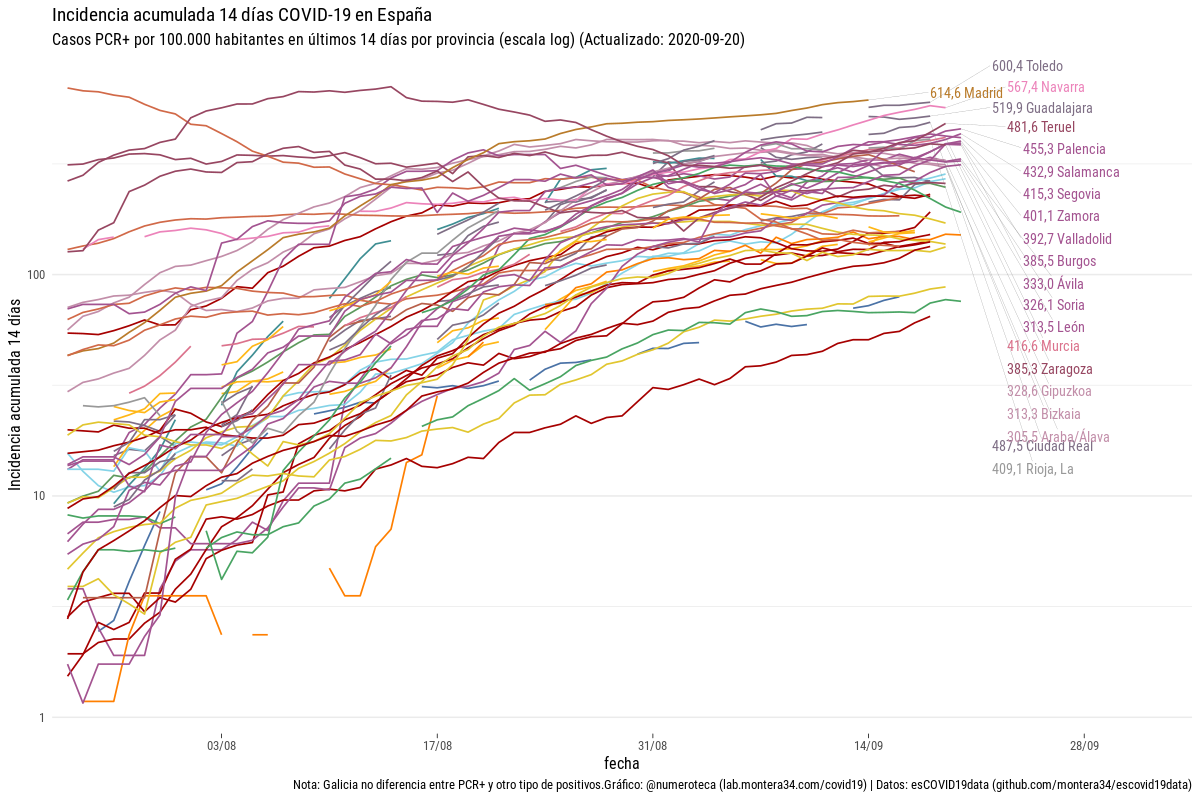 Incidencia acumulada 14 días COVID-19 en España
Casos PCR+ por 100.000 habitantes en últimos 14 días por provincia (escala log) (Actualizado: 2020-09-20)
600,4 Toledo
567,4 Navarra
614,6 Madrid
519,9 Guadalajara
481,6 Teruel
455,3 Palencia
432,9 Salamanca
415,3 Segovia
401,1 Zamora
392,7 Valladolid
385,5 Burgos
333,0 Ávila
326,1 Soria
313,5 León
416,6 Murcia
385,3 Zaragoza
328,6 Gipuzkoa
313,3 Bizkaia
305,5 Araba/Álava
487,5 Ciudad Real
409,1 Rioja, La
Incidencia acumulada 14 días
100
10
1
03/08
17/08
31/08
14/09
28/09
fecha
Nota: Galicia no diferencia entre PCR+ y otro tipo de positivos.Gráfico: @numeroteca (lab.montera34.com/covid19) | Datos: esCOVID19data (github.com/montera34/escovid19data)